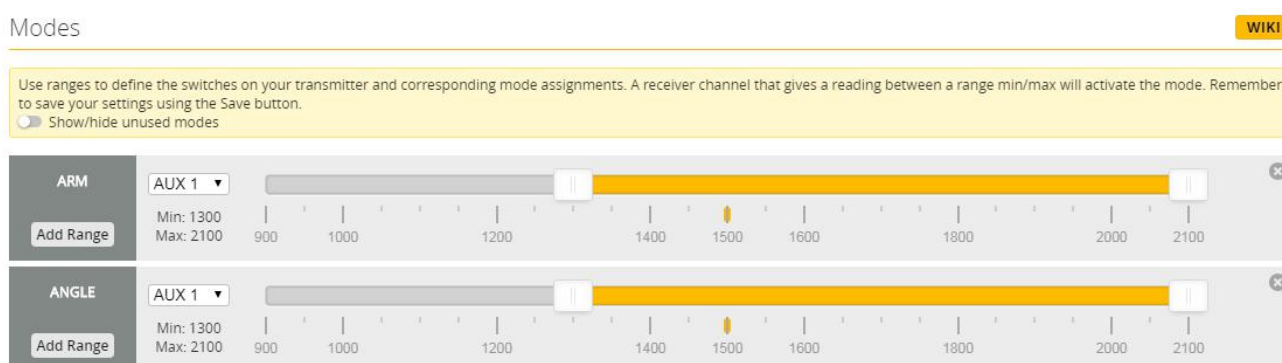 Modes
WIKI
Use ranges to define the switches on your transmitter and corresponding mode assignments. A receiver channel that gives a reading between a range min/max will activate the mode. Remember
to save your settings using the Save button.
Show/hide unused modes
ARM
AUX 1
Min: 1300
Max: 2100
Add Range
900 1000 1200 1400 1500 1600 1800 2000 2100
ANGLE
AUX 1
Min: 1300
Max: 2100
Add Range
900 1000 1200 1400 1500 1600 1800 2000 2100